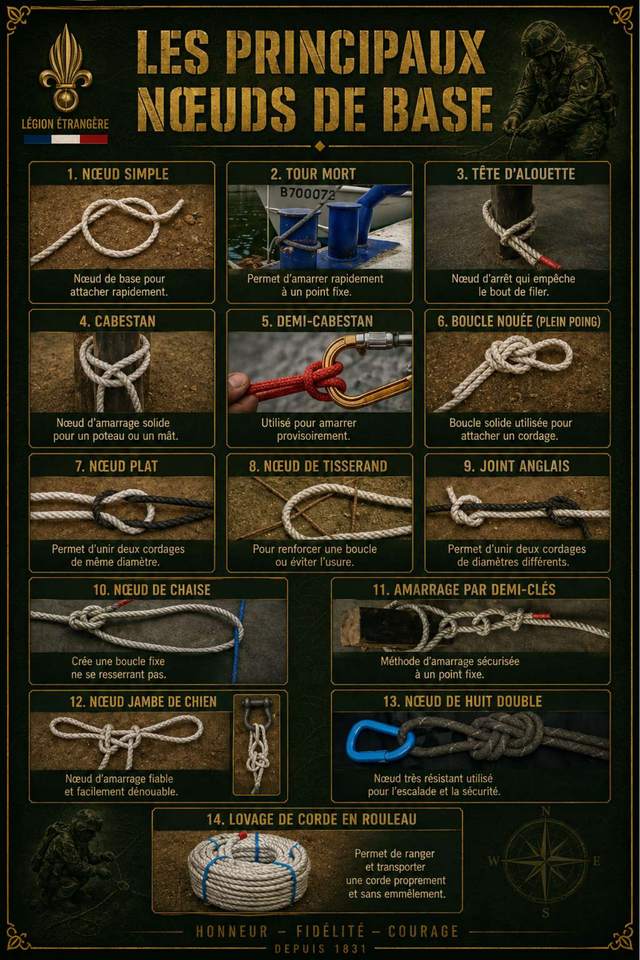 LES PRINCIPAUX
NŒUDS DE BASE
LÉGION ÉTRANGÈRE
1. NŒUD SIMPLE
Nœud de base pour
attacher rapidement.
2. TOUR MORT
B700072
Permet d'amarrer rapidement
à un point fixe.
3. TÊTE D'ALOUETTE
Nœud d'arrêt qui empêche
le bout de filer.
4. CABESTAN
Nœud d'amarrage solide
pour un poteau ou un mât.
5. DEMI-CABESTAN
Utilisé pour amarrer
provisoirement.
6. BOUCLE NOUÉE (PLEIN POING)
Boucle solide utilisée pour
attacher un cordage.
7. NŒUD PLAT
Permet d'unir deux cordages
de même diamètre.
8. NŒUD DE TISSERAND
Pour renforcer une boucle
ou éviter l'usure.
9. JOINT ANGLAIS
Permet d'unir deux cordages
de diamètres différents.
10. NŒUD DE CHAISE
Crée une boucle fixe
ne se resserrant pas.
11. AMARRAGE PAR DEMI-CLÉS
Méthode d'amarrage sécurisée
à un point fixe.
12. NŒUD JAMBE DE CHIEN
Nœud d'amarrage fiable
et facilement dénouable.
13. NŒUD DE HUIT DOUBLE
Nœud très résistant utilisé
pour l'escalade et la sécurité.
14. LOVAGE DE CORDE EN ROULEAU
Permet de ranger
et transporter
une corde proprement
et sans emmêlement.
N
W E
S
HONNEUR – FIDÉLITÉ – COURAGE
DEPUIS 1831